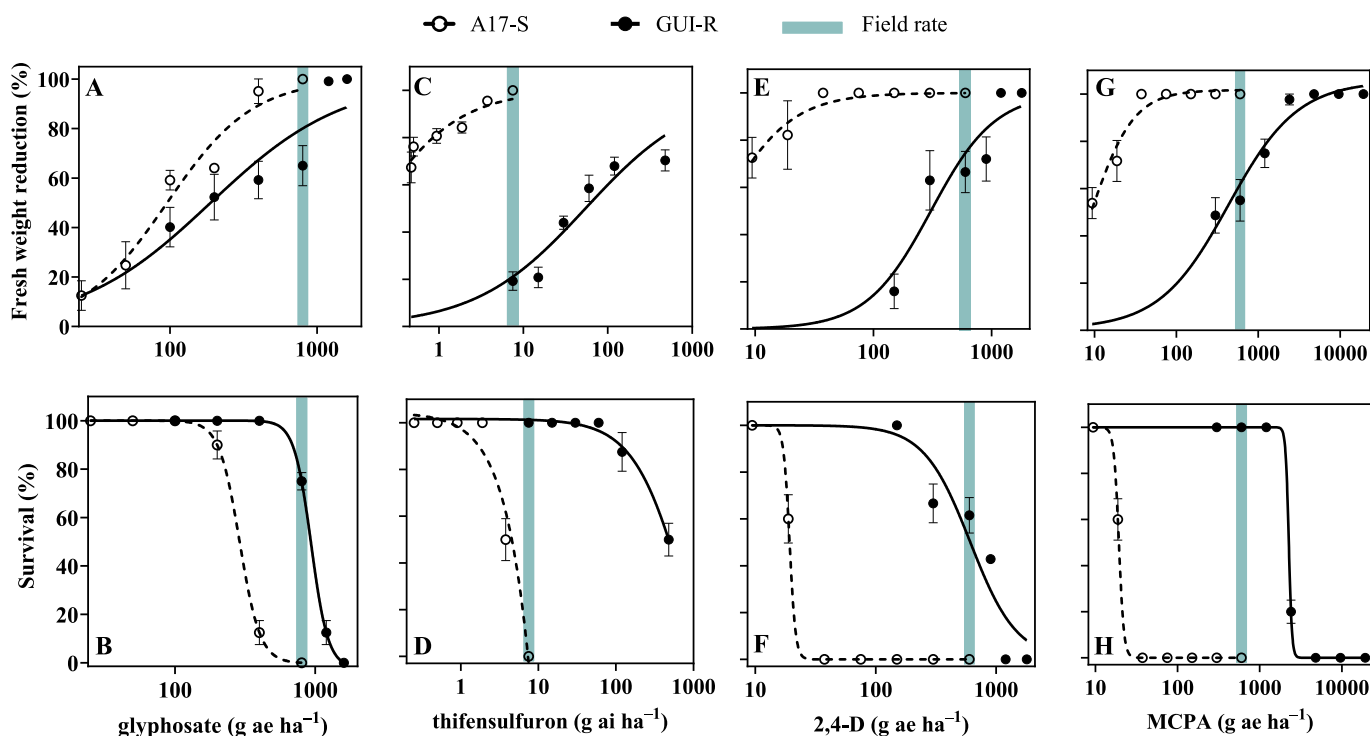 A17-S GUI-R Field rate
Fresh weight reduction (%)
100
80
60
40
20
0
A
100 1000
C
1 10 100 1000
E
10 100 1000
G
10 100 1000 10000
Survival (%)
100
80
60
40
20
0
B
100 1000
glyphosate (g ae ha⁻¹)
D
1 10 100 1000
thifensulfuron (g ai ha⁻¹)
F
10 100 1000
2,4-D (g ae ha⁻¹)
H
10 100 1000 10000
MCPA (g ae ha⁻¹)